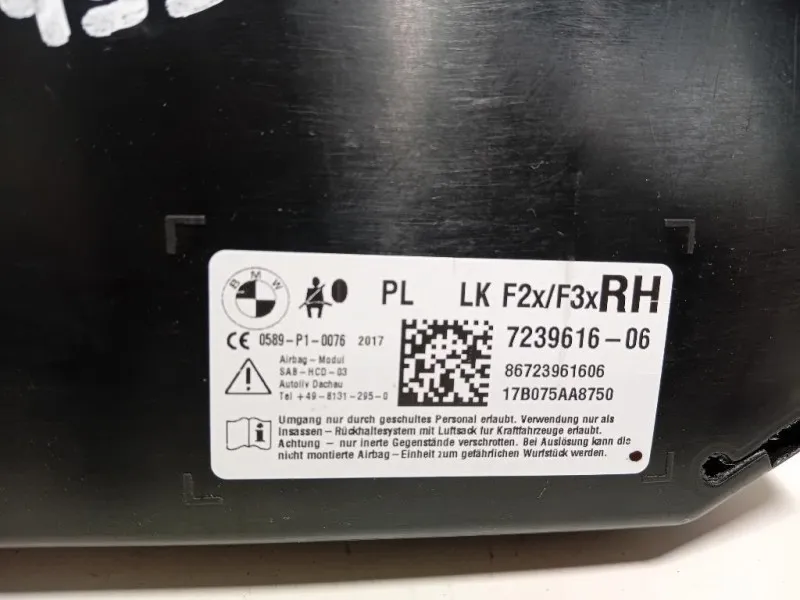 BMW
PL LK F2x/F3xRH
CE 0589-P1-0076 2017
7239616-06
Airbag-Modul
SAB-HCD-03
Autoliv Dachau
Tel +49-8131-295-0
86723961606
17B075AA8750
Umgang nur durch geschultes Personal erlaubt. Verwendung nur als
Insassen-Rückhaltesystem mit Luftsack für Kraftfahrzeuge erlaubt.
Achtung - nur inerte Gegenstände verschrotten. Bei Auslösung kann die
nicht montierte Airbag-Einheit zum gefährlichen Wurfstück werden.